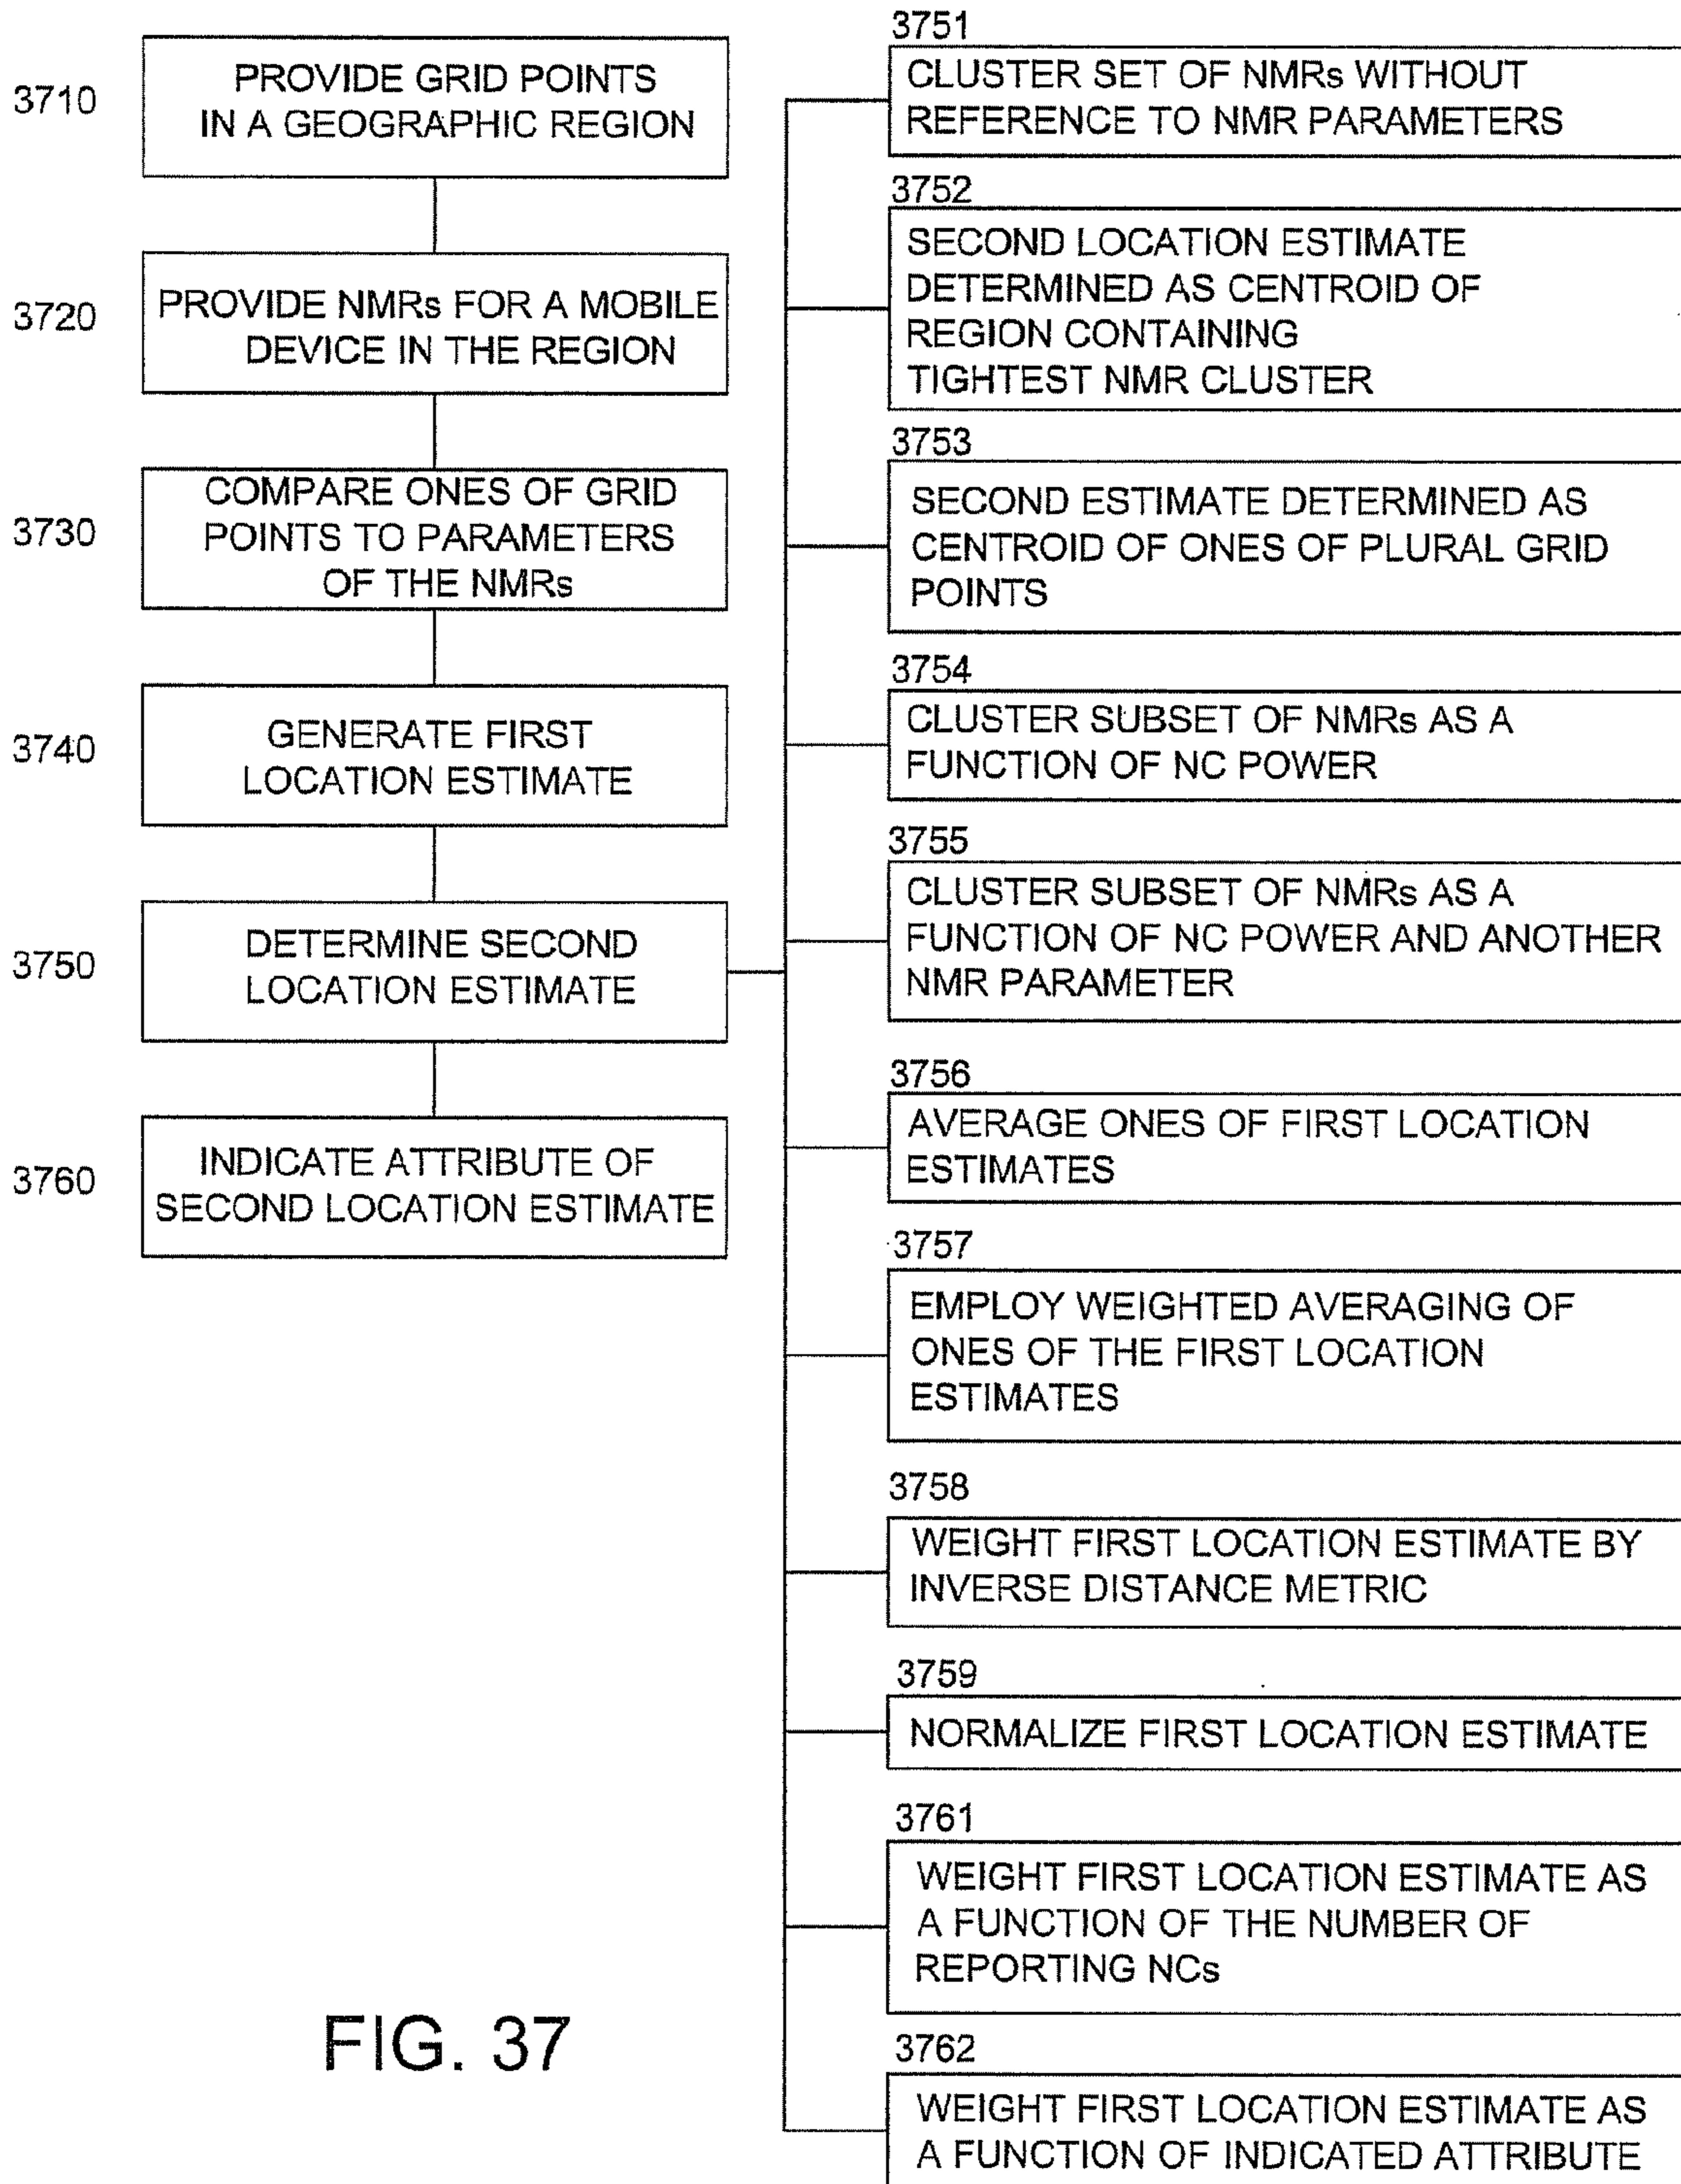 3710
PROVIDE GRID POINTS
IN A GEOGRAPHIC REGION
3720
PROVIDE NMRs FOR A MOBILE
DEVICE IN THE REGION
3730
COMPARE ONES OF GRID
POINTS TO PARAMETERS
OF THE NMRs
3740
GENERATE FIRST
LOCATION ESTIMATE
3750
DETERMINE SECOND
LOCATION ESTIMATE
3760
INDICATE ATTRIBUTE OF
SECOND LOCATION ESTIMATE
3751
CLUSTER SET OF NMRs WITHOUT
REFERENCE TO NMR PARAMETERS
3752
SECOND LOCATION ESTIMATE
DETERMINED AS CENTROID OF
REGION CONTAINING
TIGHTEST NMR CLUSTER
3753
SECOND ESTIMATE DETERMINED AS
CENTROID OF ONES OF PLURAL GRID
POINTS
3754
CLUSTER SUBSET OF NMRs AS A
FUNCTION OF NC POWER
3755
CLUSTER SUBSET OF NMRs AS A
FUNCTION OF NC POWER AND ANOTHER
NMR PARAMETER
3756
AVERAGE ONES OF FIRST LOCATION
ESTIMATES
3757
EMPLOY WEIGHTED AVERAGING OF
ONES OF THE FIRST LOCATION
ESTIMATES
3758
WEIGHT FIRST LOCATION ESTIMATE BY
INVERSE DISTANCE METRIC
3759
NORMALIZE FIRST LOCATION ESTIMATE
3761
WEIGHT FIRST LOCATION ESTIMATE AS
A FUNCTION OF THE NUMBER OF
REPORTING NCs
3762
WEIGHT FIRST LOCATION ESTIMATE AS
A FUNCTION OF INDICATED ATTRIBUTE
FIG. 37